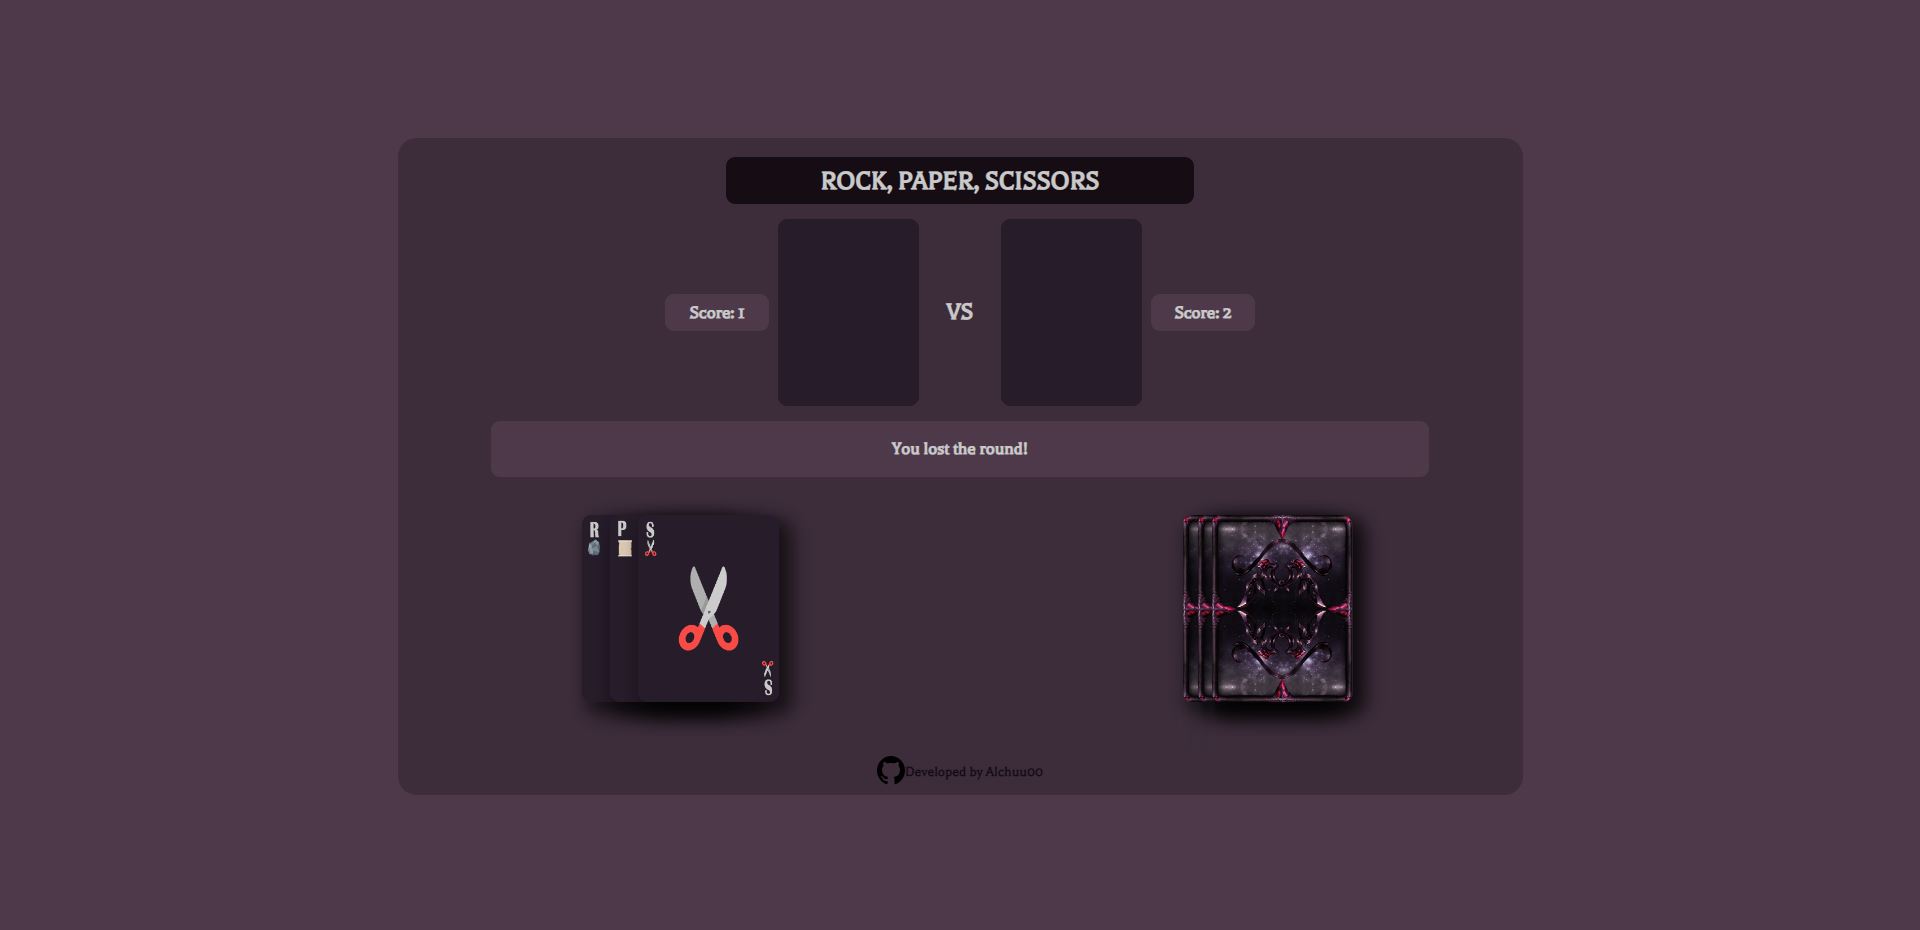 ROCK, PAPER, SCISSORS
Score: 1
VS
Score: 2
You lost the round!
R
P
S
S
Developed by Alchuu00